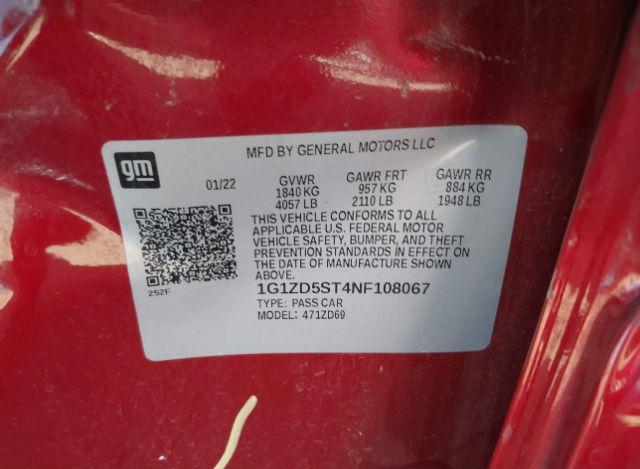 MFD BY GENERAL MOTORS LLC
gm
01/22
GVWR GAWR FRT GAWR RR
1840 KG 957 KG 884 KG
4057 LB 2110 LB 1948 LB
THIS VEHICLE CONFORMS TO ALL
APPLICABLE U.S. FEDERAL MOTOR
VEHICLE SAFETY, BUMPER, AND THEFT
PREVENTION STANDARDS IN EFFECT ON
THE DATE OF MANUFACTURE SHOWN
ABOVE.
252F
1G1ZD5ST4NF108067
TYPE: PASS CAR
MODEL: 471ZD69